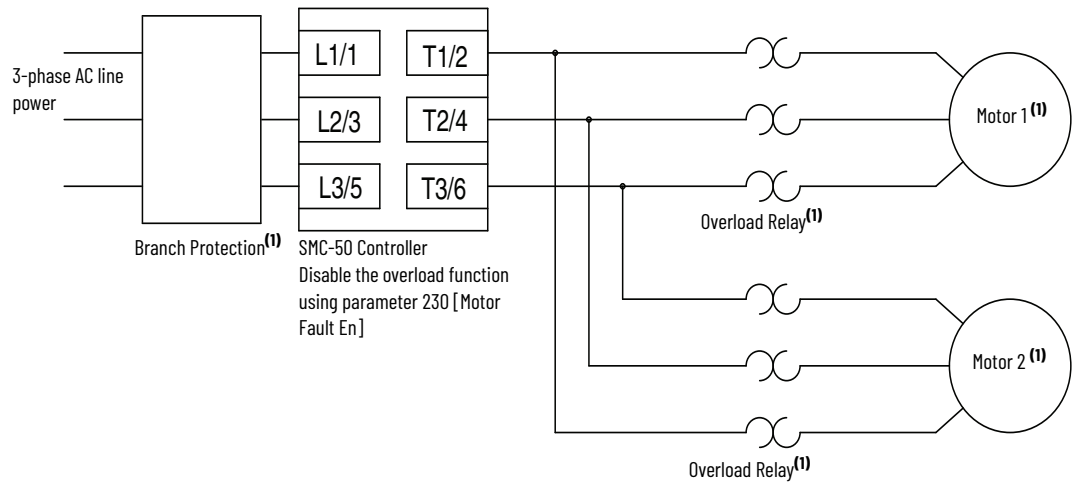 3-phase AC line
power
L1/1
T1/2
L2/3
T2/4
L3/5
T3/6
Motor 1 (1)
Overload Relay(1)
Branch Protection(1)
SMC-50 Controller
Disable the overload function
using parameter 230 [Motor
Fault En]
Motor 2 (1)
Overload Relay(1)